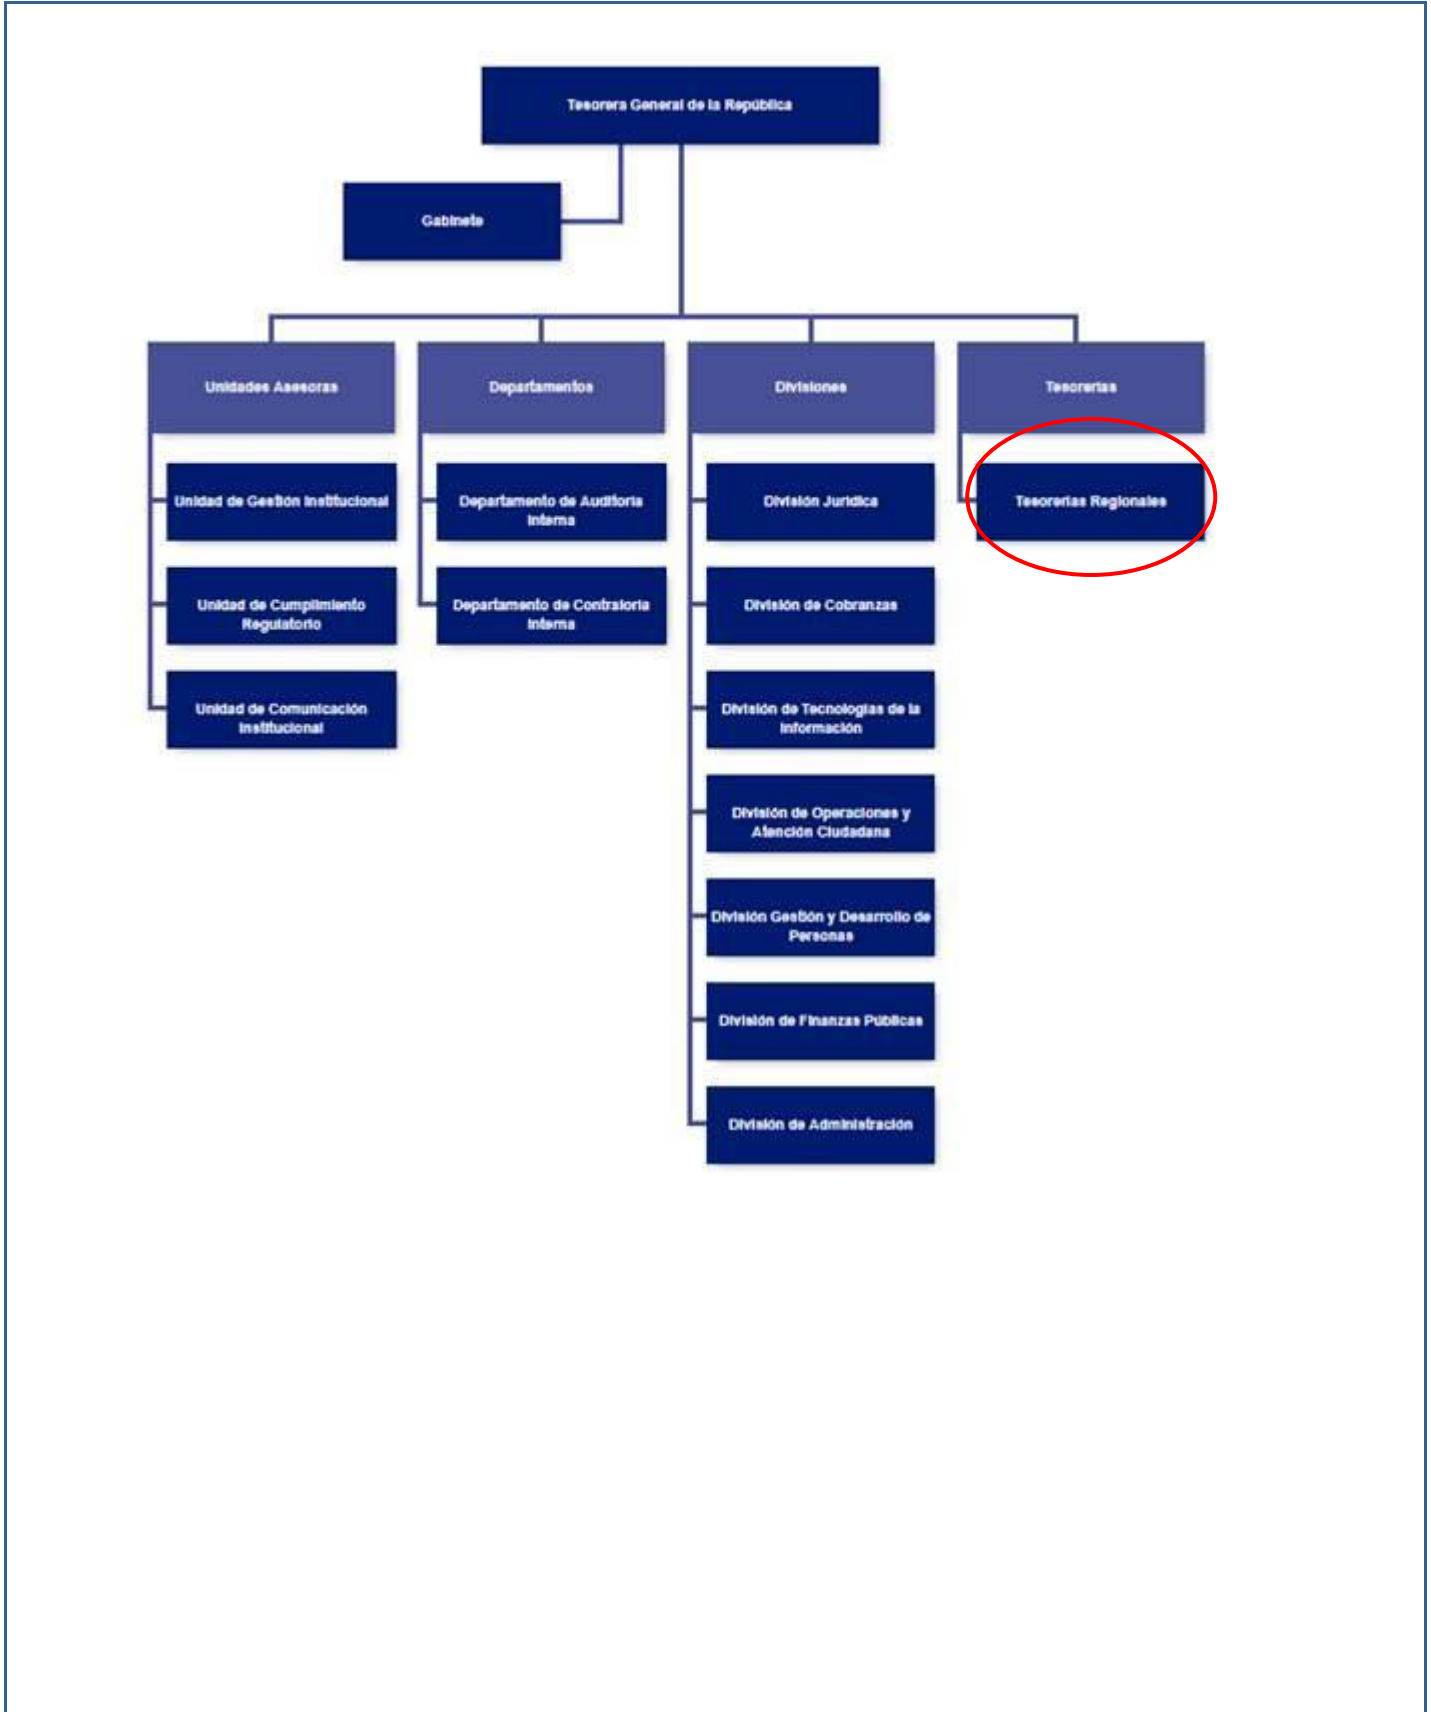 Tesorera General de la República
Gabinete
Unidades Asesoras
Departamentos
Divisiones
Tesorerías
Unidad de Gestión Institucional
Unidad de Cumplimiento
Regulatorio
Unidad de Comunicación
Institucional
Departamento de Auditoría
Interna
Departamento de Contraloría
Interna
División Jurídica
División de Cobranzas
División de Tecnologías de la
Información
División de Operaciones y
Atención Ciudadana
División Gestión y Desarrollo de
Personas
División de Finanzas Públicas
División de Administración
Tesorerías Regionales